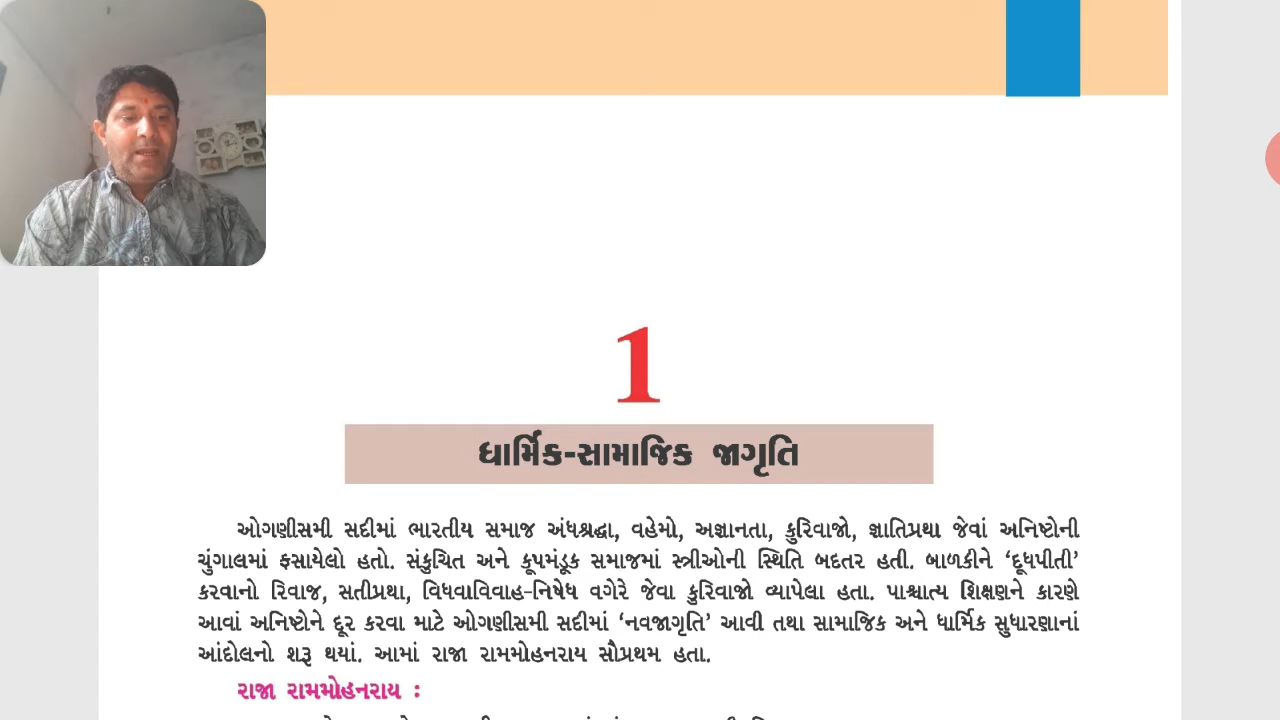 1
ધાર્મિક-સામાજિક જાગૃતિ
ઓગણીસમી સદીમાં ભારતીય સમાજ અંધશ્રદ્ધા, વહેમો, અજ્ઞાનતા, કુરિવાજો, જ્ઞાતિપ્રથા જેવાં અનિષ્ટોની
ચુંગાલમાં ફસાયેલો હતો. સંકુચિત અને કૂપમંડૂક સમાજમાં સ્ત્રીઓની સ્થિતિ બદતર હતી. બાળકીને ‘દૂધપીતી’
કરવાનો રિવાજ, સતીપ્રથા, વિધવાવિવાહ-નિષેધ વગેરે જેવા કુરિવાજો વ્યાપેલા હતા. પાશ્ચાત્ય શિક્ષણને કારણે
આવાં અનિષ્ટોને દૂર કરવા માટે ઓગણીસમી સદીમાં ‘નવજાગૃતિ’ આવી તથા સામાજિક અને ધાર્મિક સુધારણાનાં
આંદોલનો શરૂ થયાં. આમાં રાજા રામમોહનરાય સૌપ્રથમ હતા.
રાજા રામમોહનરાય :